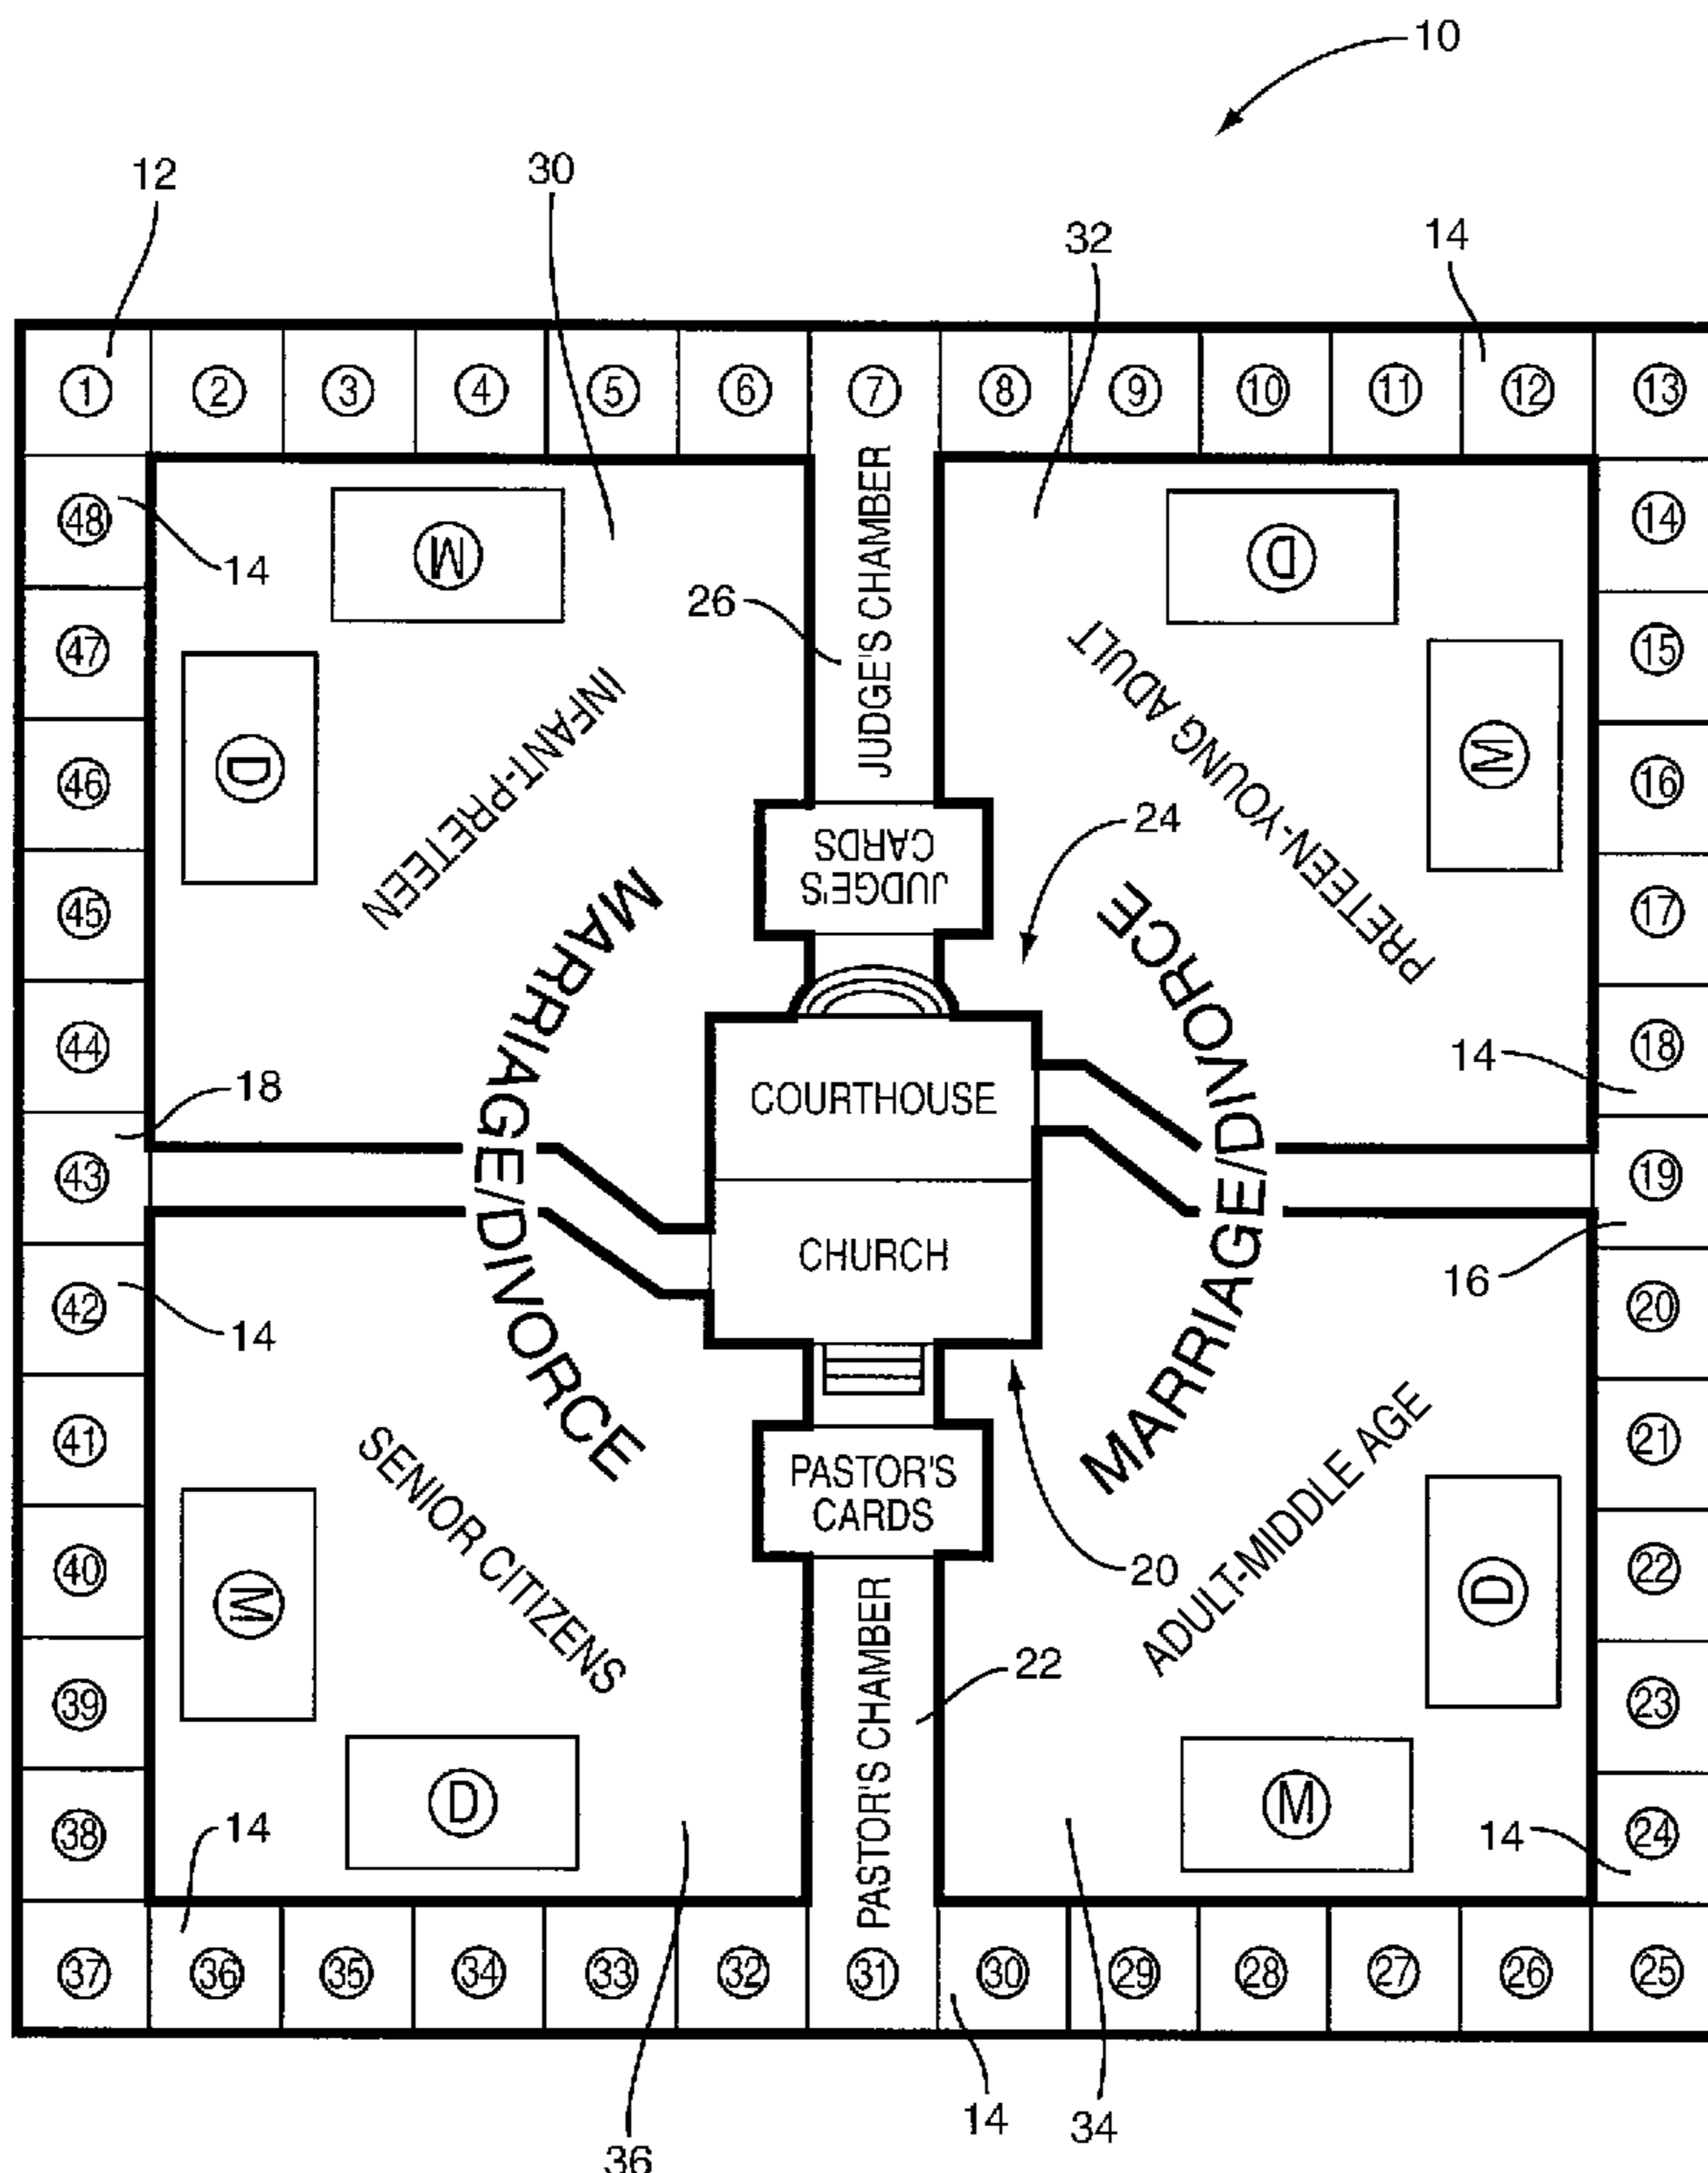 10
12
30
32
14
1 2 3 4 5 6 7 8 9 10 11 12 13
48
14
M
JUDGE'S CHAMBER
D
14
47
26
15
D
INFANT-PRETEEN
PRETEEN-YOUNG ADULT
M
46
16
JUDGE'S
CARDS
24
45
17
MARRIAGE/DIVORCE
MARRIAGE/DIVORCE
44
COURTHOUSE
14
18
18
43
19
CHURCH
16
42
14
20
41
SENIOR CITIZENS
PASTOR'S
CARDS
ADULT-MIDDLE AGE
21
40
M
20
D
22
39
PASTOR'S CHAMBER
22
23
38
14
D
M
14
24
37 36 35 34 33 32 31 30 29 28 27 26 25
14
34
36